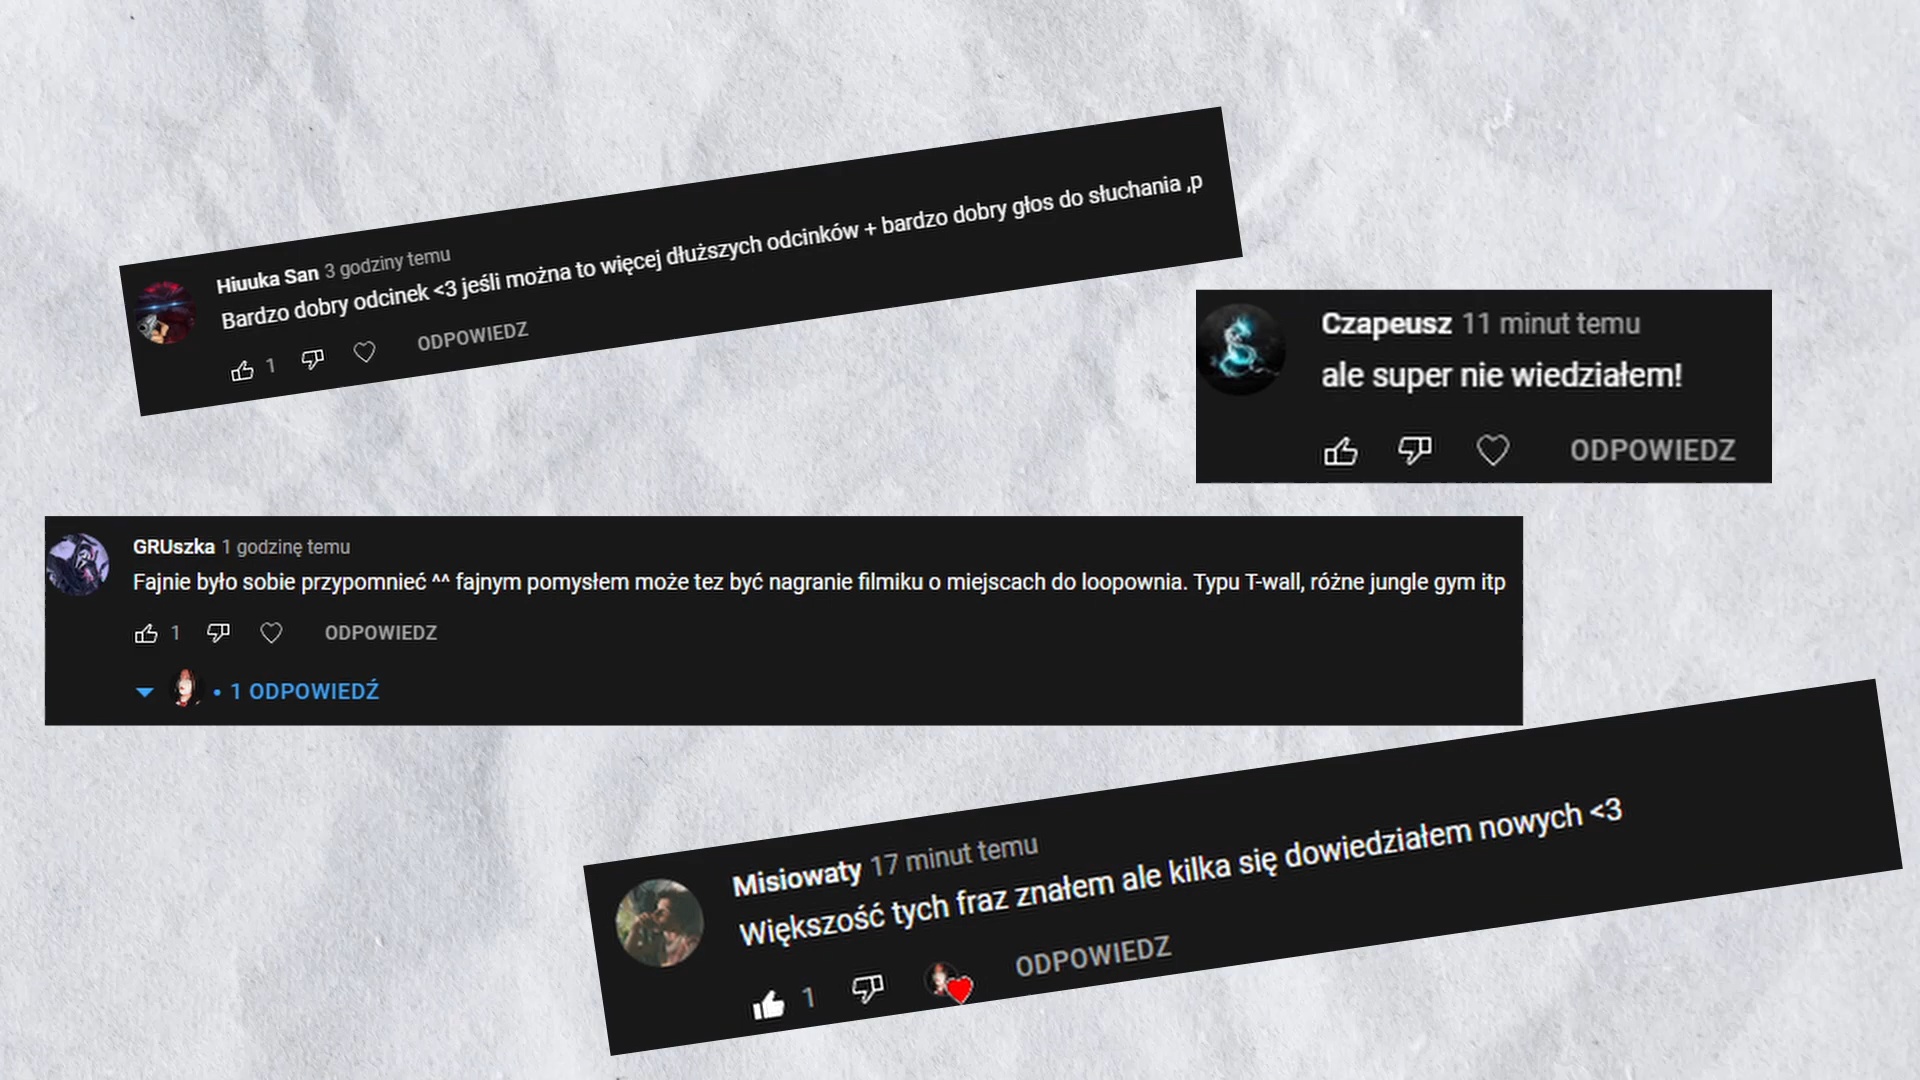 Hiuuka San 3 godziny temu
Bardzo dobry odcinek <3 jeśli można to więcej dłuższych odcinków + bardzo dobry głos do słuchania ,p
1 ODPOWIEDZ
Czapeusz 11 minut temu
ale super nie wiedziałem!
ODPOWIEDZ
GRUszka 1 godzinę temu
Fajnie było sobie przypomnieć ^^ fajnym pomysłem może tez być nagranie filmiku o miejscach do loopownia. Typu T-wall, różne jungle gym itp
1 ODPOWIEDZ
• 1 ODPOWIEDŹ
Misiowaty 17 minut temu
Większość tych fraz znałem ale kilka się dowiedziałem nowych <3
1 ODPOWIEDZ